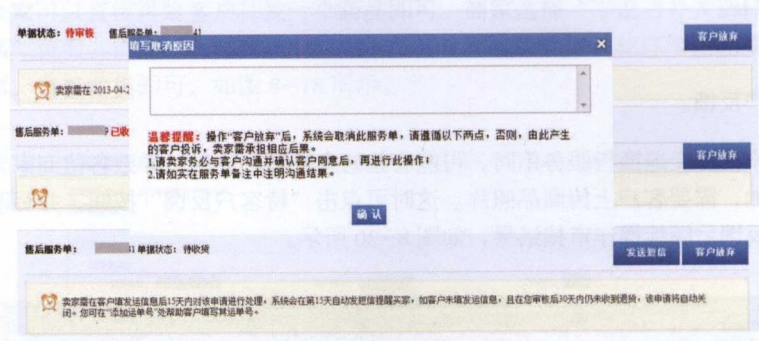 单据状态：待审核 售后服务单： 41
客户放弃
填写取消原因
卖家需在 2013-04-2
温馨提醒：操作“客户放弃”后，系统会取消此服务单，请遵循以下两点，否则，由此产生
的客户投诉，卖家需承担相应后果。
1.请卖家务必与客户沟通并确认客户同意后，再进行此操作；
2.请如实在服务单备注中注明沟通结果。
售后服务单： 9 已收
客户放弃
确 认
售后服务单： 31 单据状态：待收货
发送短信 客户放弃
卖家需在客户填发运信息后15天内对该申请进行处理，系统会在第15天自动发短信提醒买家，如客户未填发运信息，且在您审核后30天内仍未收到退货，该申请将自动关
闭。您可在“添加运单号”处帮助客户填写其运单号。